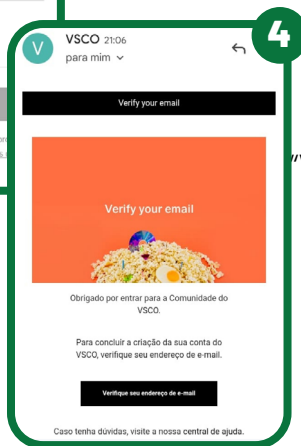 4
V
VSCO 21:06
para mim
Verify your email
Verify your email
Obrigado por entrar para a Comunidade do
VSCO.
Para concluir a criação da sua conta do
VSCO, verifique seu endereço de e-mail.
Verifique seu endereço de e-mail
Caso tenha dúvidas, visite a nossa central de ajuda.